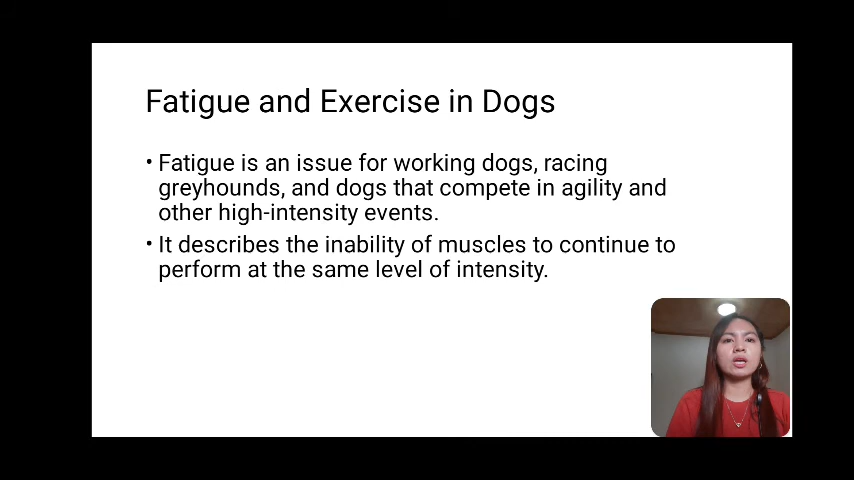 Fatigue and Exercise in Dogs
• Fatigue is an issue for working dogs, racing
greyhounds, and dogs that compete in agility and
other high-intensity events.
• It describes the inability of muscles to continue to
perform at the same level of intensity.